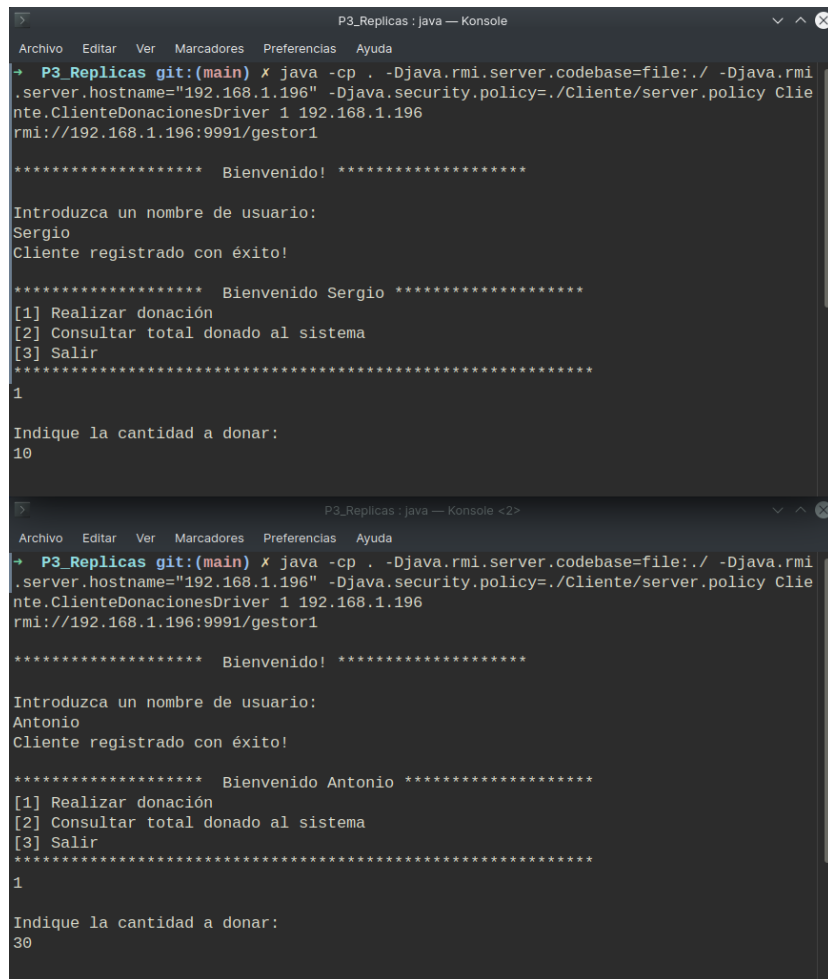 P3_Replicas : java — Konsole
Archivo Editar Ver Marcadores Preferencias Ayuda
➜ P3_Replicas git:(main) ✗ java -cp . -Djava.rmi.server.codebase=file:./ -Djava.rmi
.server.hostname="192.168.1.196" -Djava.security.policy=./Cliente/server.policy Clie
nte.ClienteDonacionesDriver 1 192.168.1.196
rmi://192.168.1.196:9991/gestor1
******************** Bienvenido! ********************
Introduzca un nombre de usuario:
Sergio
Cliente registrado con éxito!
******************** Bienvenido Sergio ********************
[1] Realizar donación
[2] Consultar total donado al sistema
[3] Salir
*************************************************************
1
Indique la cantidad a donar:
10
P3_Replicas : java — Konsole <2>
Archivo Editar Ver Marcadores Preferencias Ayuda
➜ P3_Replicas git:(main) ✗ java -cp . -Djava.rmi.server.codebase=file:./ -Djava.rmi
.server.hostname="192.168.1.196" -Djava.security.policy=./Cliente/server.policy Clie
nte.ClienteDonacionesDriver 1 192.168.1.196
rmi://192.168.1.196:9991/gestor1
******************** Bienvenido! ********************
Introduzca un nombre de usuario:
Antonio
Cliente registrado con éxito!
******************** Bienvenido Antonio ********************
[1] Realizar donación
[2] Consultar total donado al sistema
[3] Salir
*************************************************************
1
Indique la cantidad a donar:
30